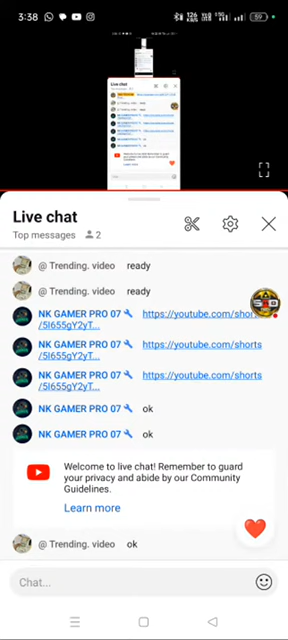 3:38
59
Live chat
Live chat
Top messages 2
@ Trending. video ready
@ Trending. video ready
NK GAMER PRO 07 https://youtube.com/shorts
/5I655gY2yT...
NK GAMER PRO 07 https://youtube.com/shorts
/5I655gY2yT...
NK GAMER PRO 07 https://youtube.com/shorts
/5I655gY2yT...
NK GAMER PRO 07 ok
NK GAMER PRO 07 ok
Welcome to live chat! Remember to guard
your privacy and abide by our Community
Guidelines.
Learn more
@ Trending. video ok
Chat...